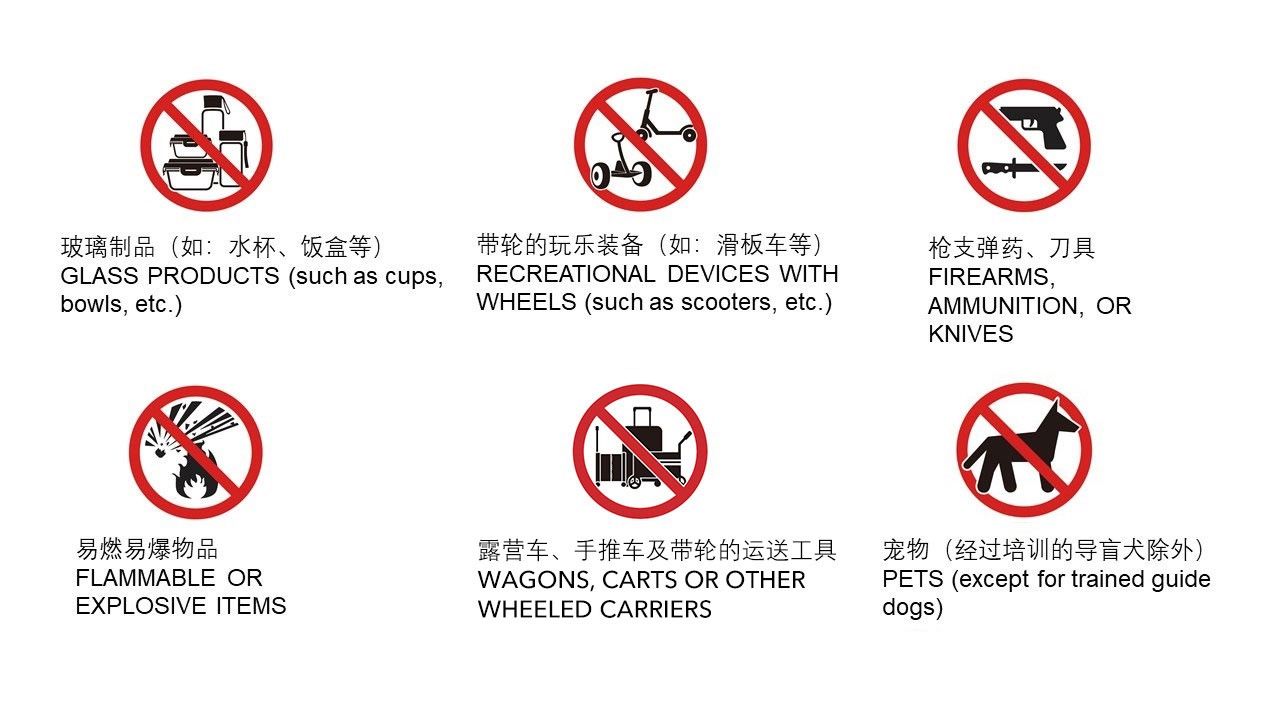 玻璃制品（如：水杯、饭盒等）
GLASS PRODUCTS (such as cups,
bowls, etc.)
带轮的玩乐装备（如：滑板车等）
RECREATIONAL DEVICES WITH
WHEELS (such as scooters, etc.)
枪支弹药、刀具
FIREARMS,
AMMUNITION, OR
KNIVES
易燃易爆物品
FLAMMABLE OR
EXPLOSIVE ITEMS
露营车、手推车及带轮的运送工具
WAGONS, CARTS OR OTHER
WHEELED CARRIERS
宠物（经过培训的导盲犬除外）
PETS (except for trained guide
dogs)